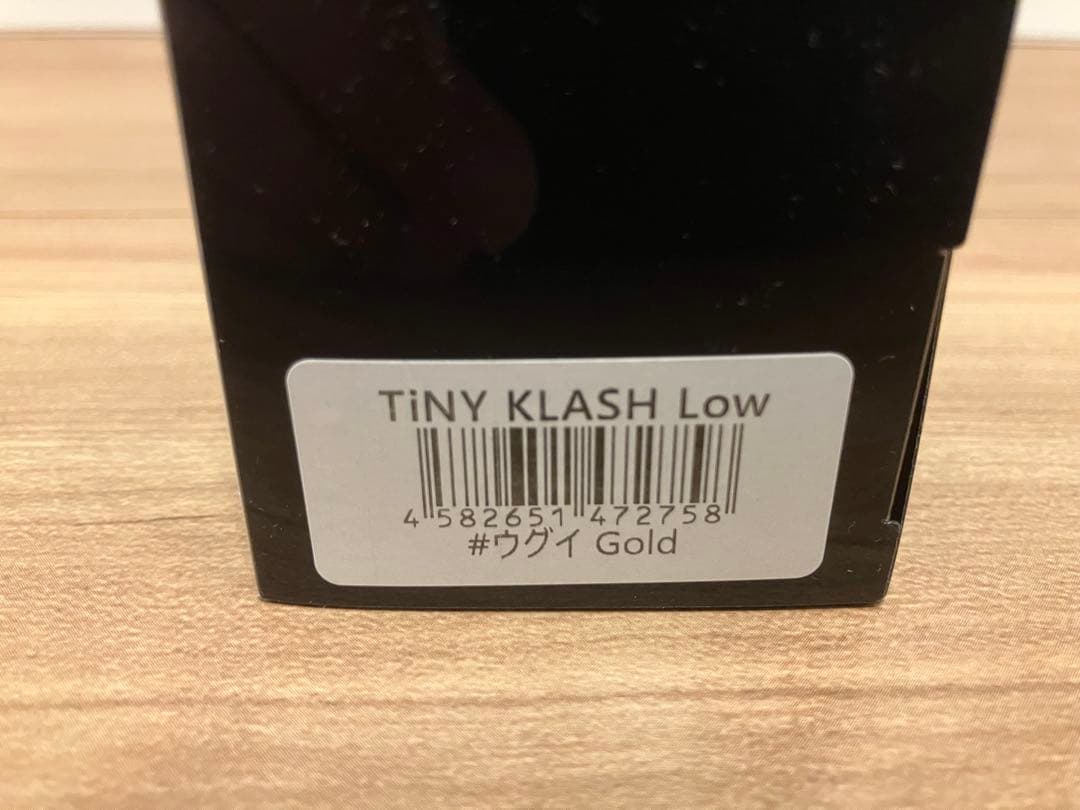 TiNY KLASH Low
4 582651 472758
#ウグイ Gold